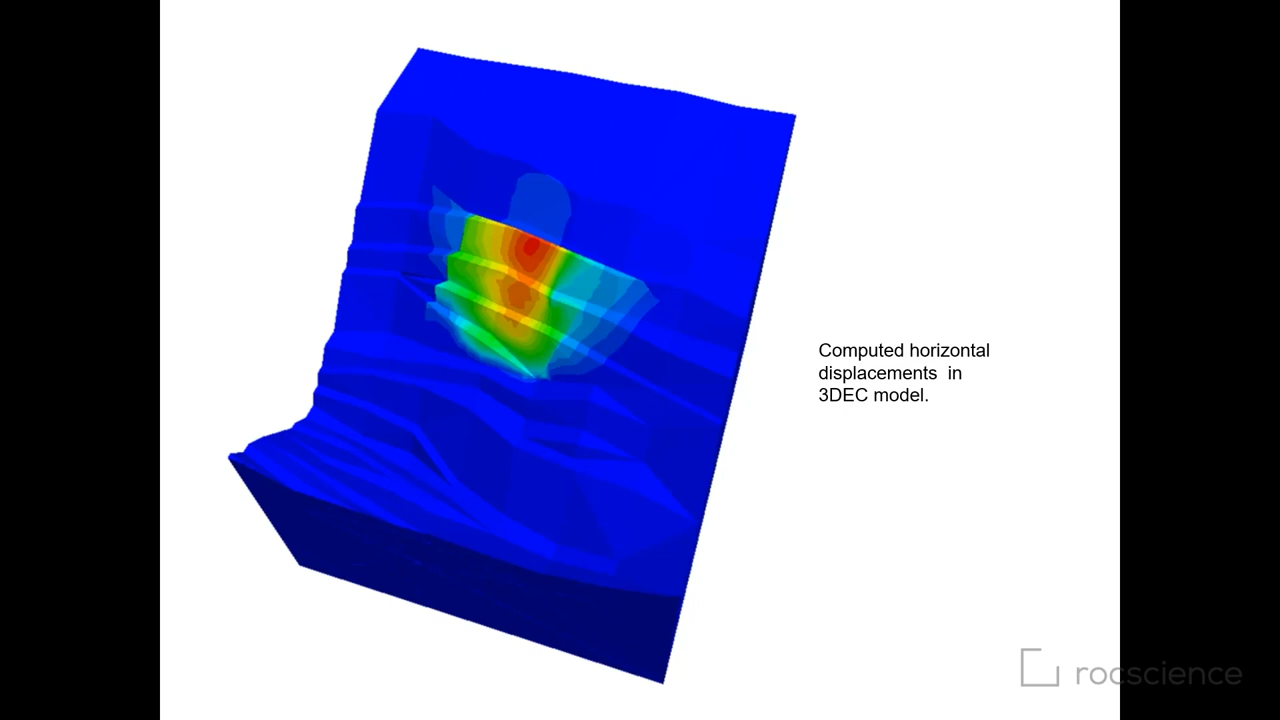 Computed horizontal
displacements in
3DEC model.
rocscience